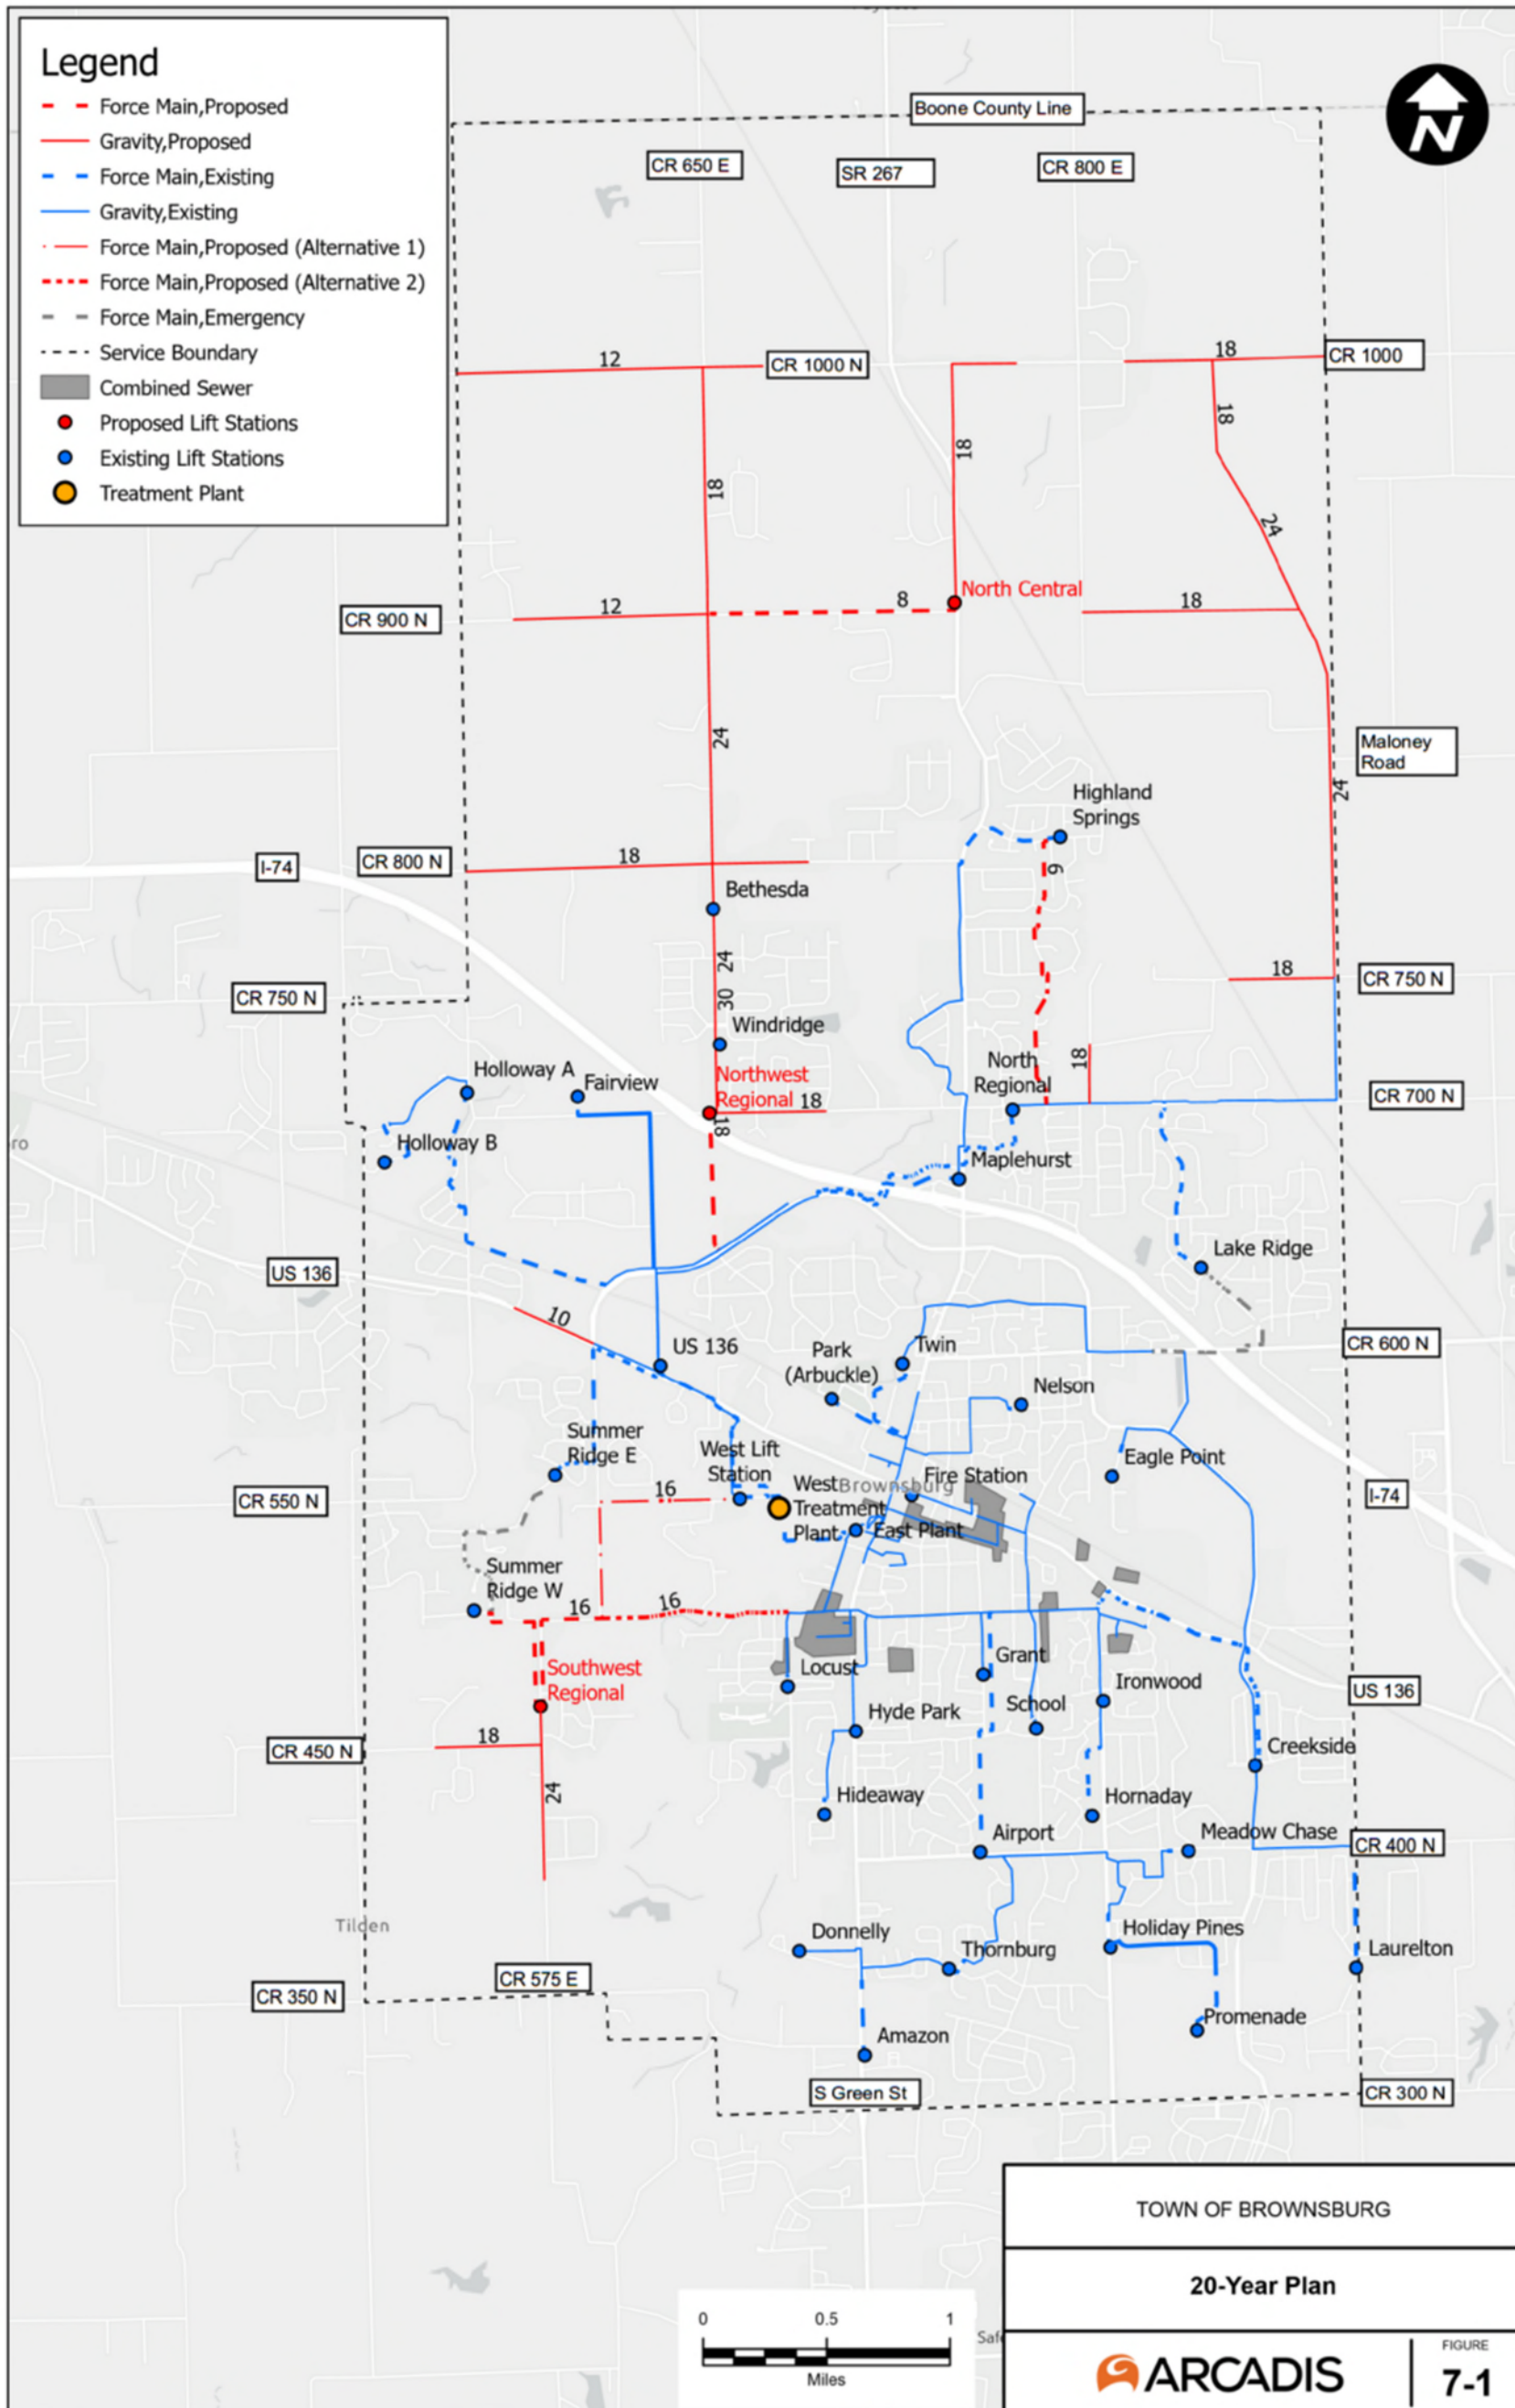 Legend
Force Main,Proposed
Gravity,Proposed
Force Main,Existing
Gravity,Existing
Force Main,Proposed (Alternative 1)
Force Main,Proposed (Alternative 2)
Force Main,Emergency
Service Boundary
Combined Sewer
Proposed Lift Stations
Existing Lift Stations
Treatment Plant
N
Boone County Line
CR 650 E
SR 267
CR 800 E
12
CR 1000 N
18
CR 1000
18
18
18
24
North Central
CR 900 N
12
8
18
24
Maloney
Road
24
Highland
Springs
6
I-74
CR 800 N
18
Bethesda
24
30
CR 750 N
18
CR 750 N
Windridge
Holloway A
Fairview
Northwest
Regional
18
18
North
Regional
18
CR 700 N
Holloway B
Maplehurst
Lake Ridge
US 136
10
US 136
Park
(Arbuckle)
Twin
CR 600 N
Nelson
Summer
Ridge E
West Lift
Station
Eagle Point
CR 550 N
16
West
Treatment
Plant
Brownsburg
Fire Station
East Plant
I-74
Summer
Ridge W
16
16
Southwest
Regional
Locust
Grant
Ironwood
US 136
School
Hyde Park
CR 450 N
18
Creekside
24
Hideaway
Hornaday
Airport
Meadow Chase
CR 400 N
Tilden
Donnelly
Thornburg
Holiday Pines
Laurelton
CR 575 E
CR 350 N
Promenade
Amazon
S Green St
CR 300 N
TOWN OF BROWNSBURG
20-Year Plan
0 0.5 1
Miles
ARCADIS
FIGURE
7-1